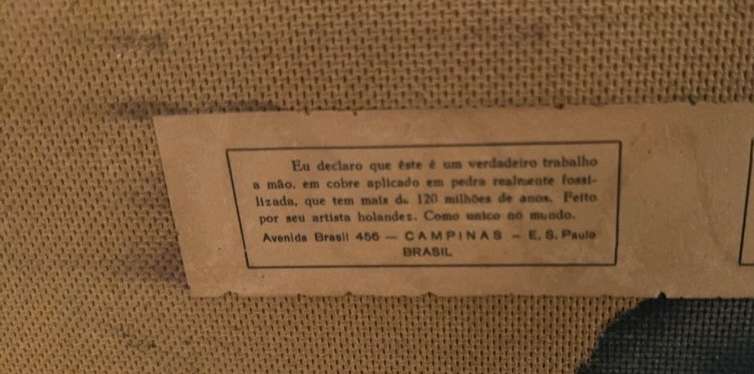 Eu declaro que êste é um verdadeiro trabalho
a mão, em cobre aplicado em pedra realmente fossi-
lizada, que tem mais de 120 milhões de anos. Feito
por seu artista holandes. Como unico no mundo.
Avenida Brasil 456 — CAMPINAS — E. S. Paulo
BRASIL